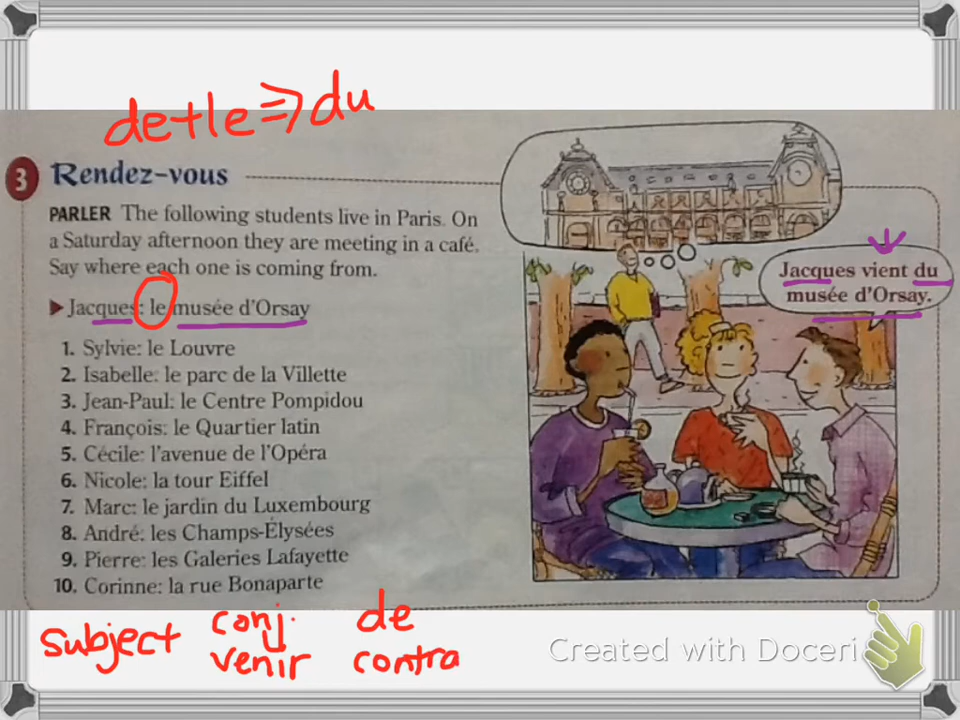 de+le⇒du
3 Rendez-vous
PARLER The following students live in Paris. On
a Saturday afternoon they are meeting in a café.
Say where each one is coming from.
▶ Jacques: le musée d'Orsay
1. Sylvie: le Louvre
2. Isabelle: le parc de la Villette
3. Jean-Paul: le Centre Pompidou
4. François: le Quartier latin
5. Cécile: l'avenue de l'Opéra
6. Nicole: la tour Eiffel
7. Marc: le jardin du Luxembourg
8. André: les Champs-Élysées
9. Pierre: les Galeries Lafayette
10. Corinne: la rue Bonaparte
Jacques vient du
musée d'Orsay.
subject conj. de
venir contra
Created with Doceri